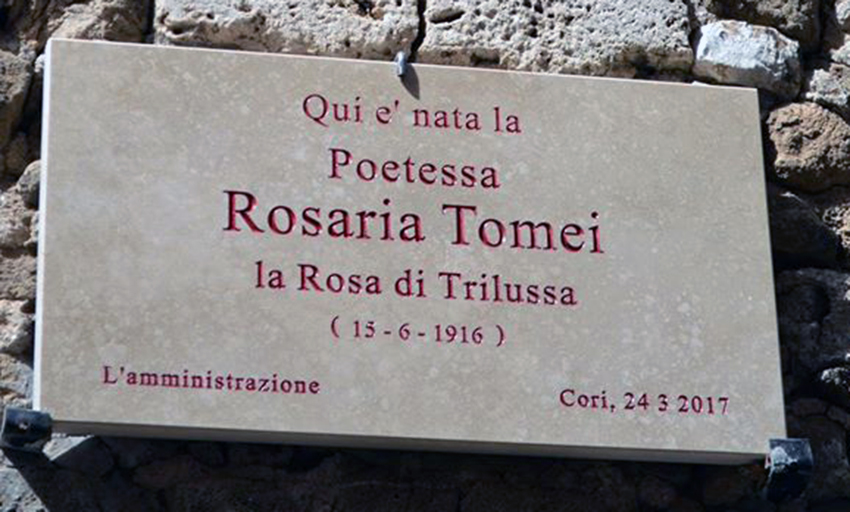 Qui e' nata la
Poetessa
Rosaria Tomei
la Rosa di Trilussa
( 15 - 6 - 1916 )
L'amministrazione
Cori, 24 3 2017